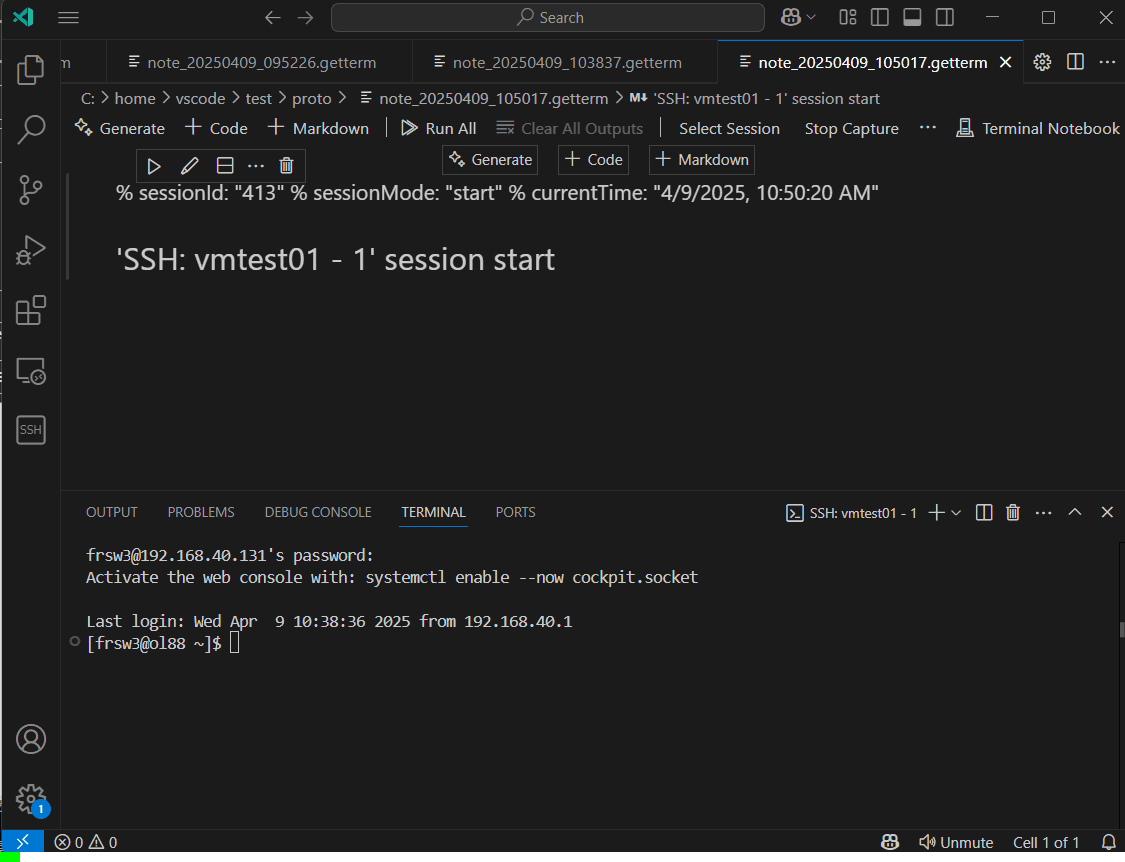 Search
m
note_20250409_095226.getterm
note_20250409_103837.getterm
note_20250409_105017.getterm
C: > home > vscode > test > proto > note_20250409_105017.getterm > M↓ 'SSH: vmtest01 - 1' session start
Generate + Code + Markdown Run All Clear All Outputs Select Session Stop Capture ··· Terminal Notebook
Generate + Code + Markdown
% sessionId: "413" % sessionMode: "start" % currentTime: "4/9/2025, 10:50:20 AM"
'SSH: vmtest01 - 1' session start
SSH
OUTPUT PROBLEMS DEBUG CONSOLE TERMINAL PORTS SSH: vmtest01 - 1
frsw3@192.168.40.131's password:
Activate the web console with: systemctl enable --now cockpit.socket
Last login: Wed Apr  9 10:38:36 2025 from 192.168.40.1
[frsw3@ol88 ~]$
1
0 0 Unmute Cell 1 of 1